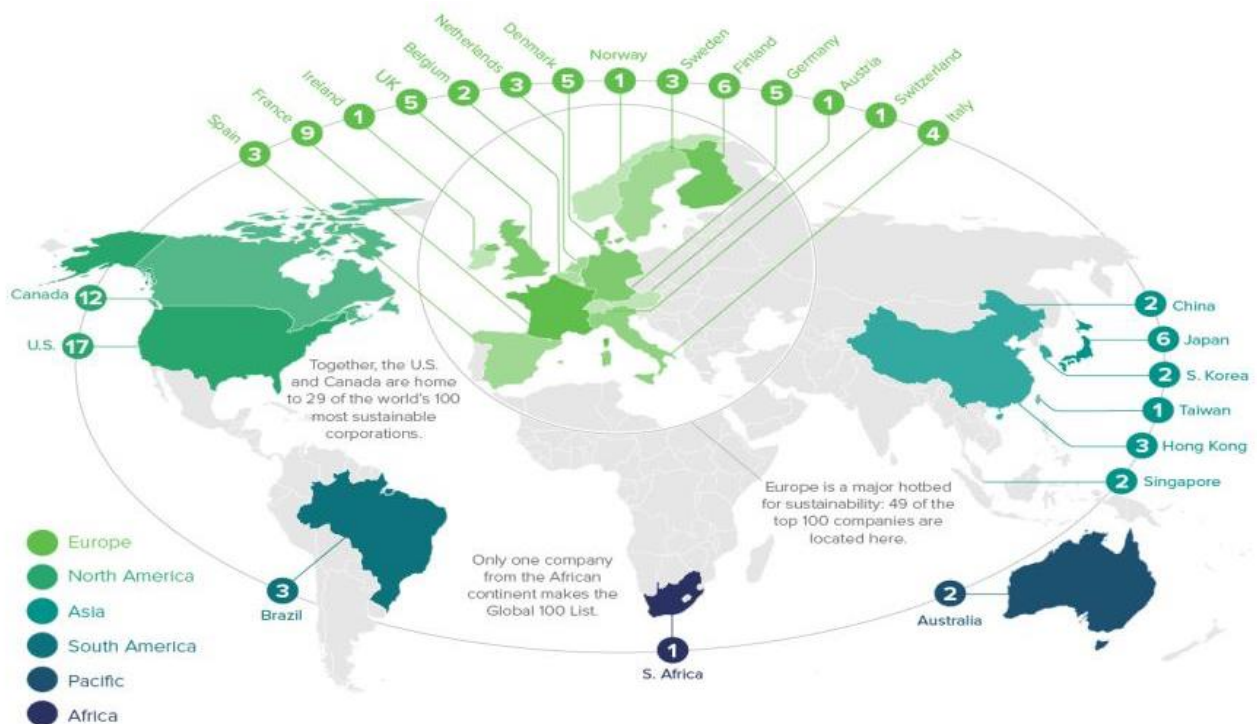 Spain
3
France
9
Ireland
1
UK
5
Belgium
2
Netherlands
3
Denmark
5
Norway
1
Sweden
3
Finland
6
Germany
5
Austria
1
Switzerland
1
Italy
4
Canada 12
U.S. 17
Together, the U.S.
and Canada are home
to 29 of the world's 100
most sustainable
corporations.
2 China
6 Japan
2 S. Korea
1 Taiwan
3 Hong Kong
2 Singapore
Europe is a major hotbed
for sustainability: 49 of the
top 100 companies are
located here.
Only one company
from the African
continent makes the
Global 100 List.
3
Brazil
2
Australia
1
S. Africa
Europe
North America
Asia
South America
Pacific
Africa